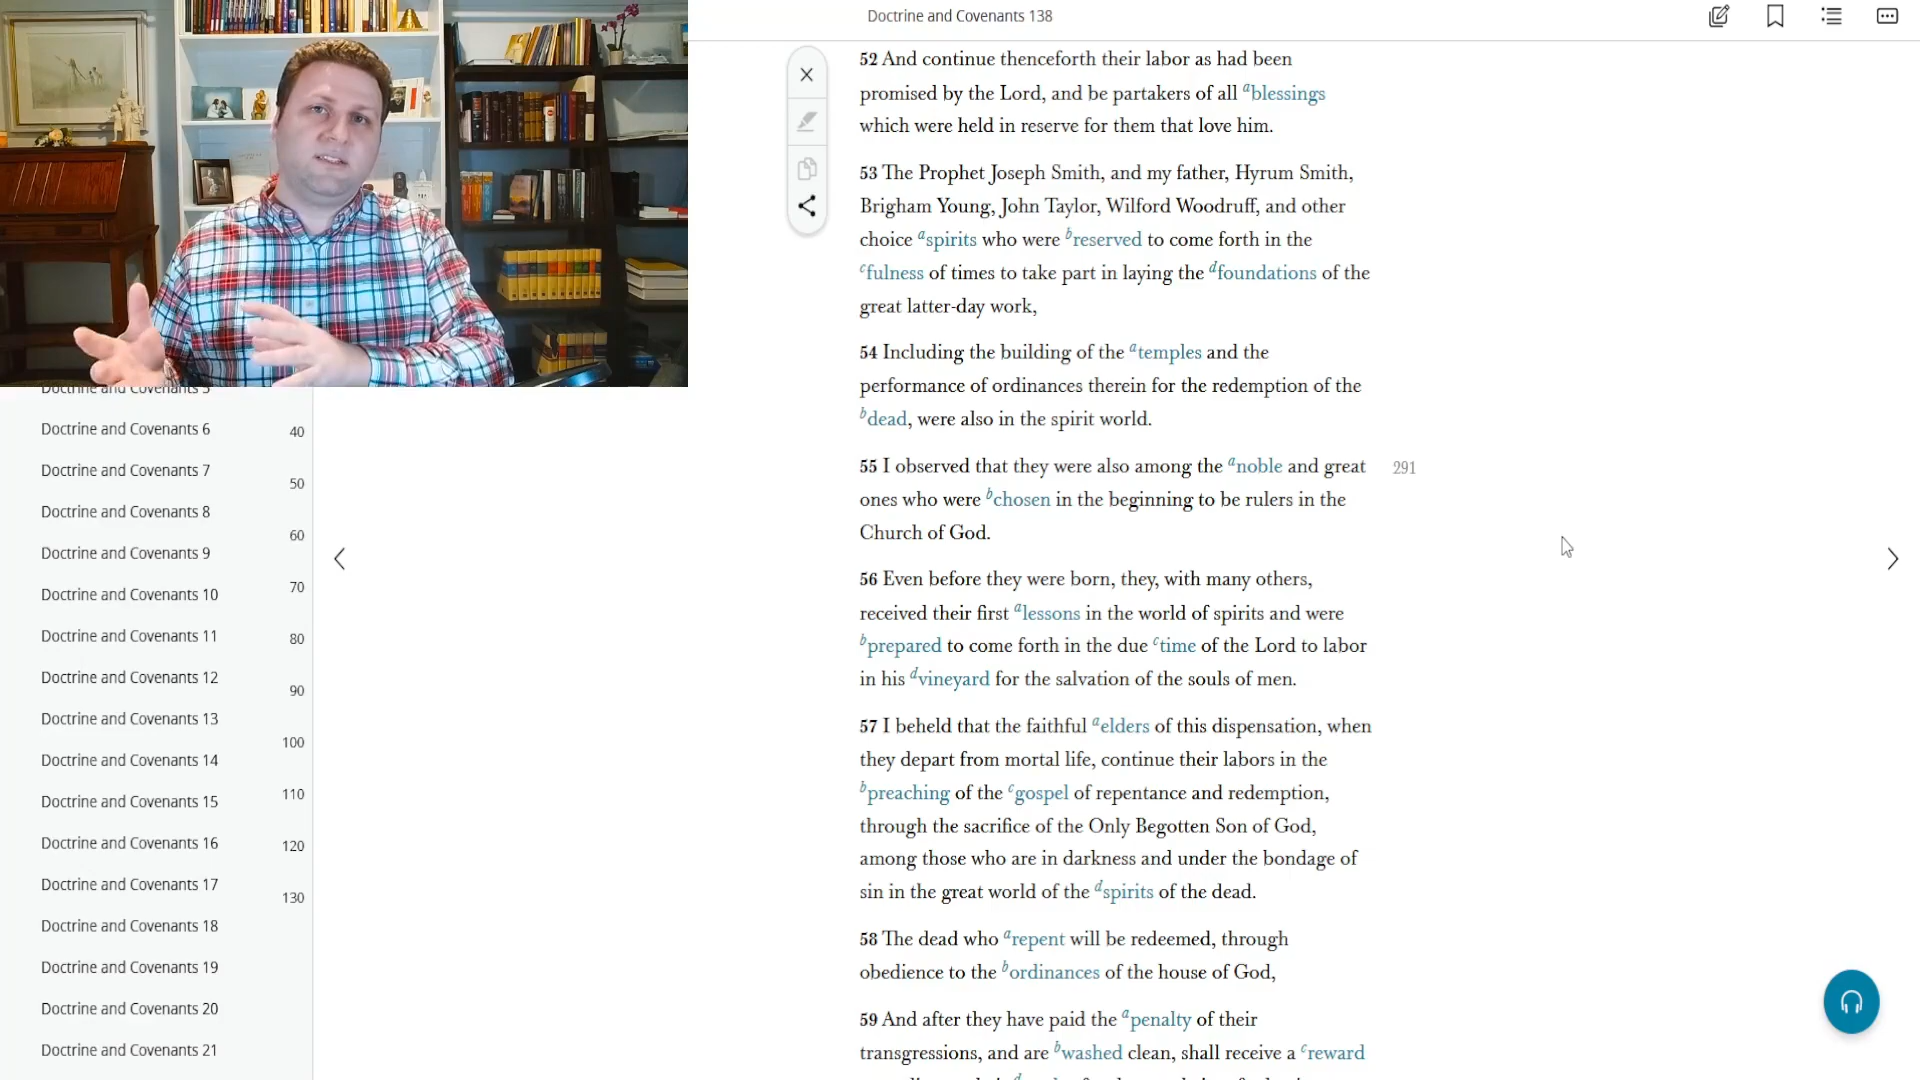 Doctrine and Covenants 138
52 And continue thenceforth their labor as had been
promised by the Lord, and be partakers of all ᵃblessings
which were held in reserve for them that love him.
53 The Prophet Joseph Smith, and my father, Hyrum Smith,
Brigham Young, John Taylor, Wilford Woodruff, and other
choice ᵃspirits who were ᵇreserved to come forth in the
ᶜfulness of times to take part in laying the ᵈfoundations of the
great latter-day work,
54 Including the building of the ᵃtemples and the
performance of ordinances therein for the redemption of the
ᵇdead, were also in the spirit world.
55 I observed that they were also among the ᵃnoble and great
291
ones who were ᵇchosen in the beginning to be rulers in the
Church of God.
56 Even before they were born, they, with many others,
received their first ᵃlessons in the world of spirits and were
ᵇprepared to come forth in the due ᶜtime of the Lord to labor
in his ᵈvineyard for the salvation of the souls of men.
57 I beheld that the faithful ᵃelders of this dispensation, when
they depart from mortal life, continue their labors in the
ᵇpreaching of the ᶜgospel of repentance and redemption,
through the sacrifice of the Only Begotten Son of God,
among those who are in darkness and under the bondage of
sin in the great world of the ᵈspirits of the dead.
58 The dead who ᵃrepent will be redeemed, through
obedience to the ᵇordinances of the house of God,
59 And after they have paid the ᵃpenalty of their
transgressions, and are ᵇwashed clean, shall receive a ᶜreward
Doctrine and Covenants 5
Doctrine and Covenants 6
Doctrine and Covenants 7
Doctrine and Covenants 8
Doctrine and Covenants 9
Doctrine and Covenants 10
Doctrine and Covenants 11
Doctrine and Covenants 12
Doctrine and Covenants 13
Doctrine and Covenants 14
Doctrine and Covenants 15
Doctrine and Covenants 16
Doctrine and Covenants 17
Doctrine and Covenants 18
Doctrine and Covenants 19
Doctrine and Covenants 20
Doctrine and Covenants 21
40
50
60
70
80
90
100
110
120
130